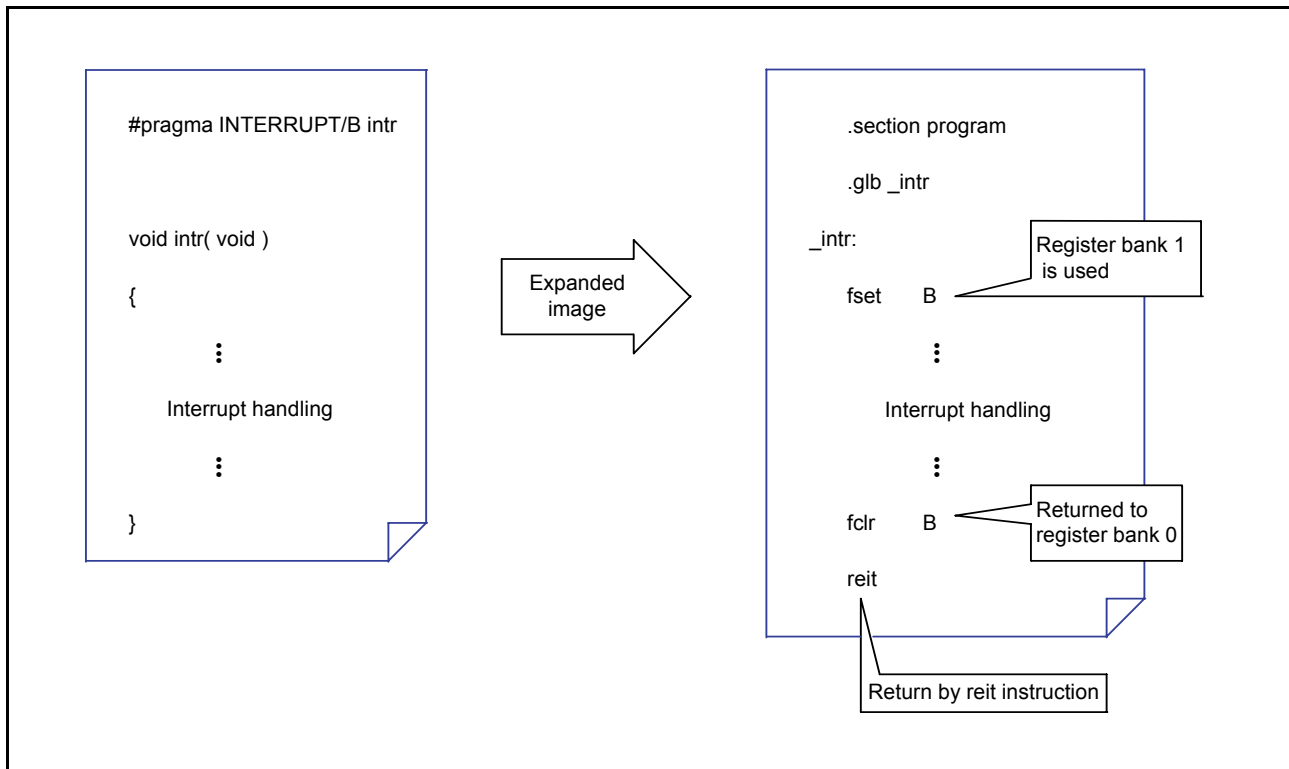 #pragma INTERRUPT/B intr
void intr( void )
{
⋮
Interrupt handling
⋮
}
Expanded
image
.section program
.glb _intr
_intr:
fset B
Register bank 1
is used
⋮
Interrupt handling
⋮
fclr B
Returned to
register bank 0
reit
Return by reit instruction